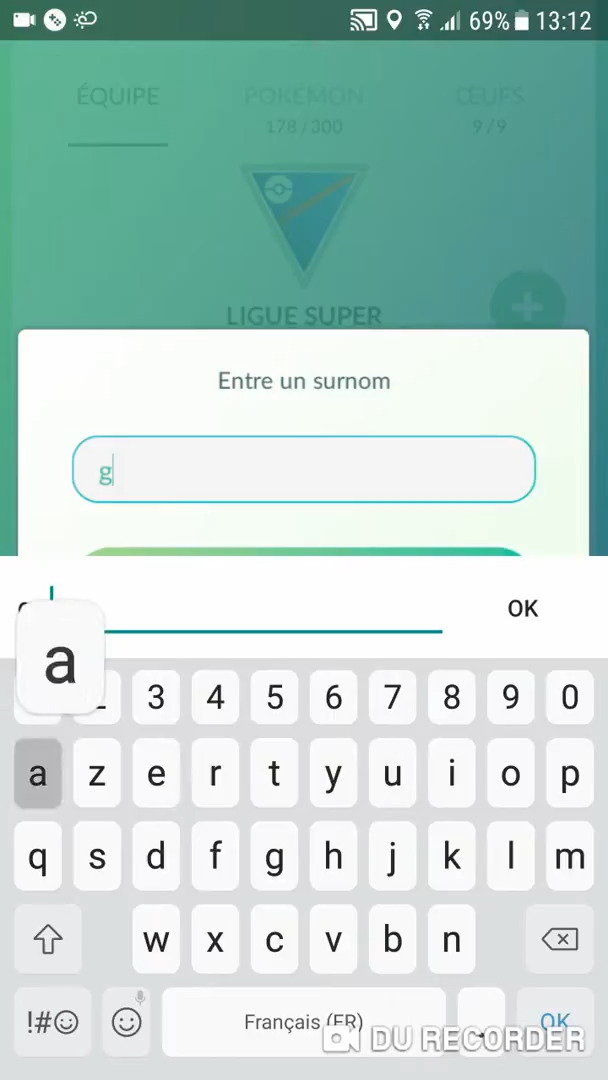 69% 13:12
ÉQUIPE POKÉMON ŒUFS
178 / 300 9 / 9
LIGUE SUPER
Entre un surnom
g
OK
a
3 4 5 6 7 8 9 0
a z e r t y u i o p
q s d f g h j k l m
w x c v b n
!#☺ Français (FR) OK
DU RECORDER